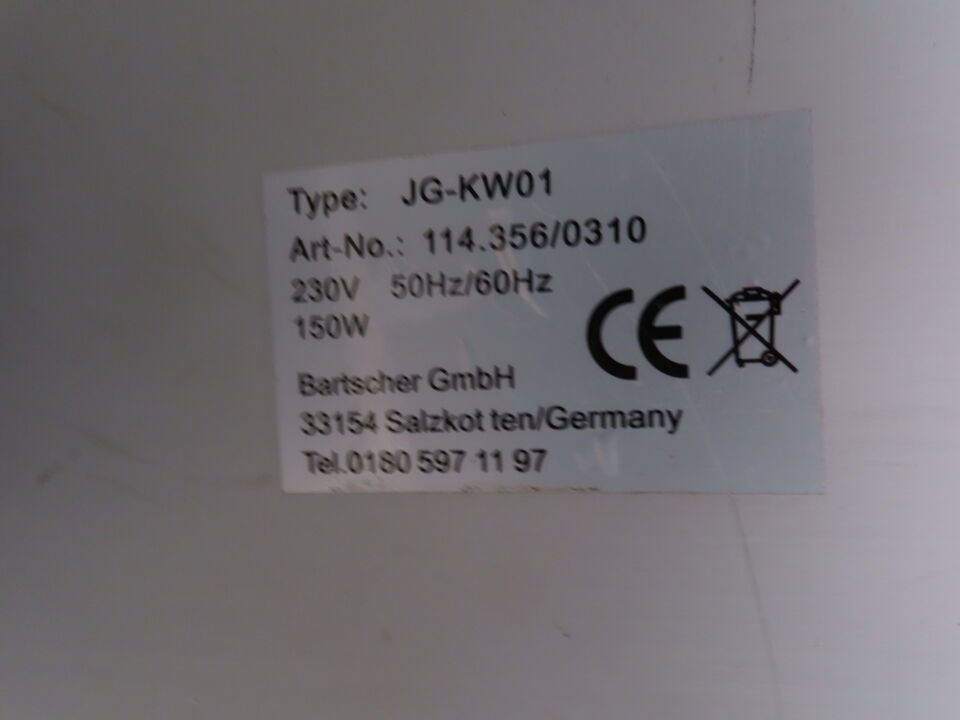 Type: JG-KW01
Art-No.: 114.356/0310
230V 50Hz/60Hz
150W
CE
Bartscher GmbH
33154 Salzkot ten/Germany
Tel.0180 597 11 97